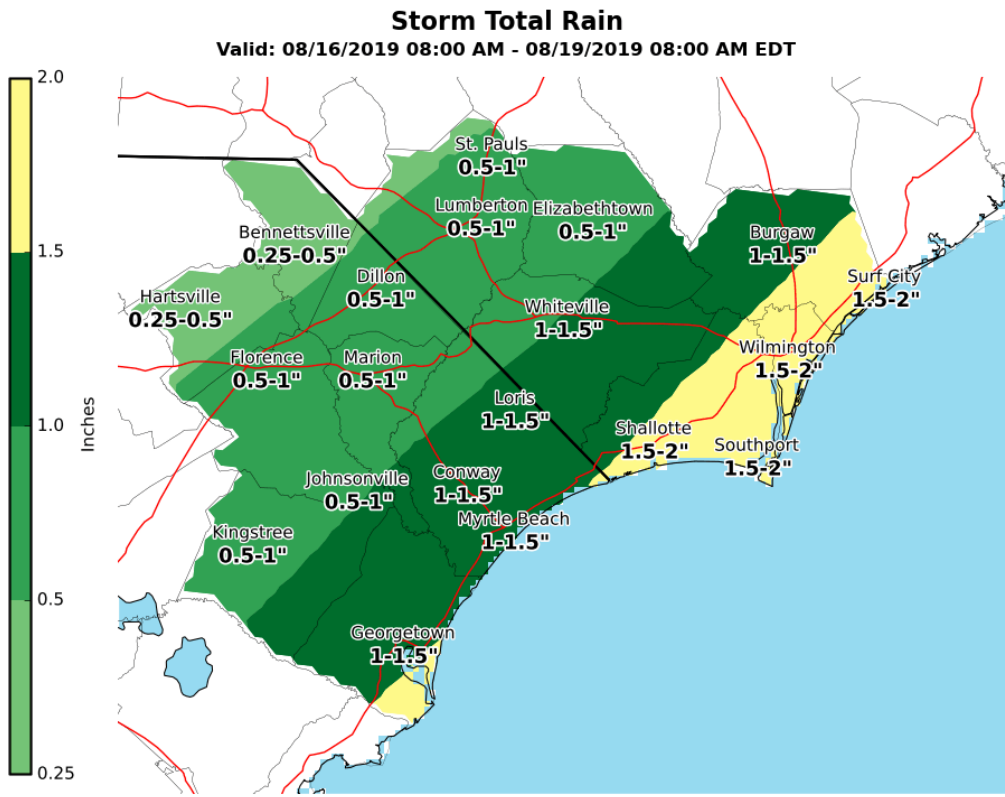 Storm Total Rain
Valid: 08/16/2019 08:00 AM - 08/19/2019 08:00 AM EDT
2.0
1.5
1.0
0.5
0.25
Inches
St. Pauls
0.5-1"
Lumberton
0.5-1"
Elizabethtown
0.5-1"
Bennettsville
0.25-0.5"
Burgaw
1-1.5"
Dillon
0.5-1"
Surf City
1.5-2"
Hartsville
0.25-0.5"
Whiteville
1-1.5"
Wilmington
1.5-2"
Florence
0.5-1"
Marion
0.5-1"
Loris
1-1.5"
Shallotte
1.5-2"
Southport
1.5-2"
Johnsonville
0.5-1"
Conway
1-1.5"
Myrtle Beach
1-1.5"
Kingstree
0.5-1"
Georgetown
1-1.5"